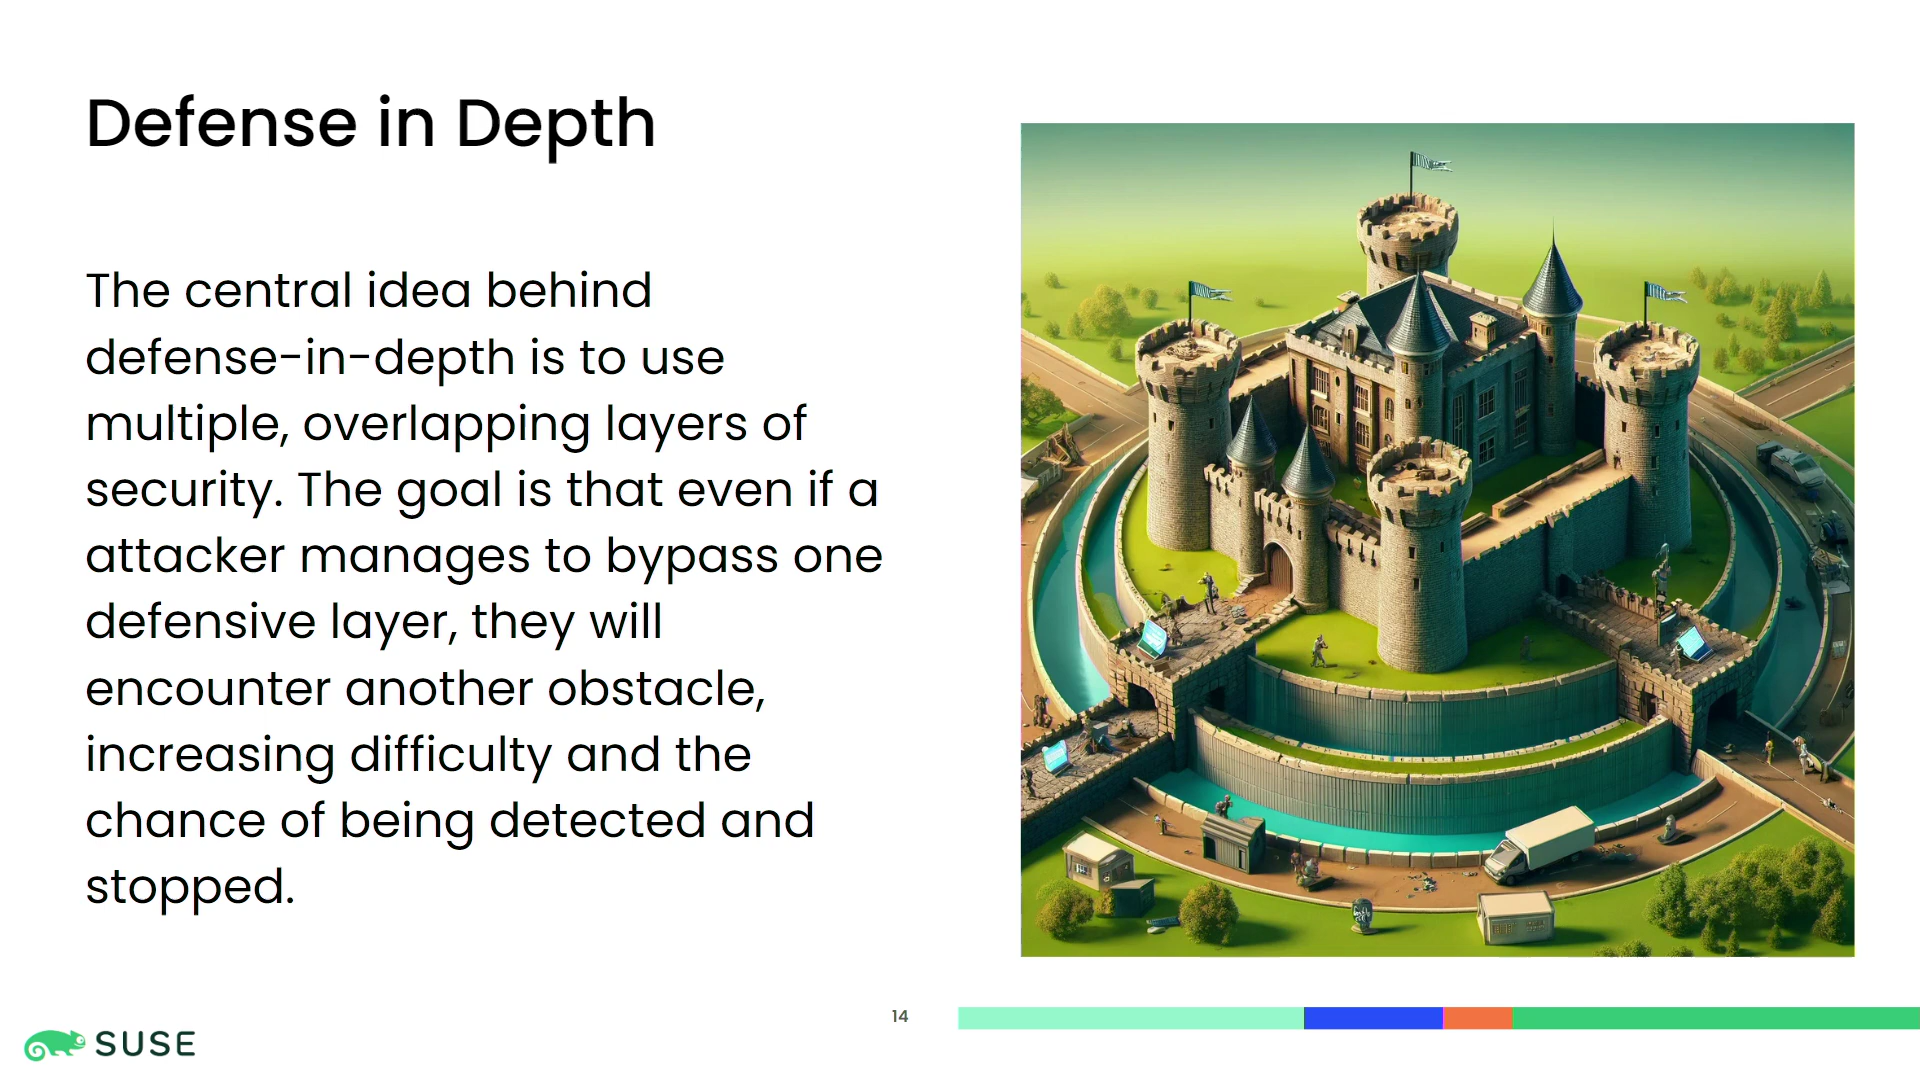 Defense in Depth
The central idea behind
defense-in-depth is to use
multiple, overlapping layers of
security. The goal is that even if a
attacker manages to bypass one
defensive layer, they will
encounter another obstacle,
increasing difficulty and the
chance of being detected and
stopped.
14
SUSE